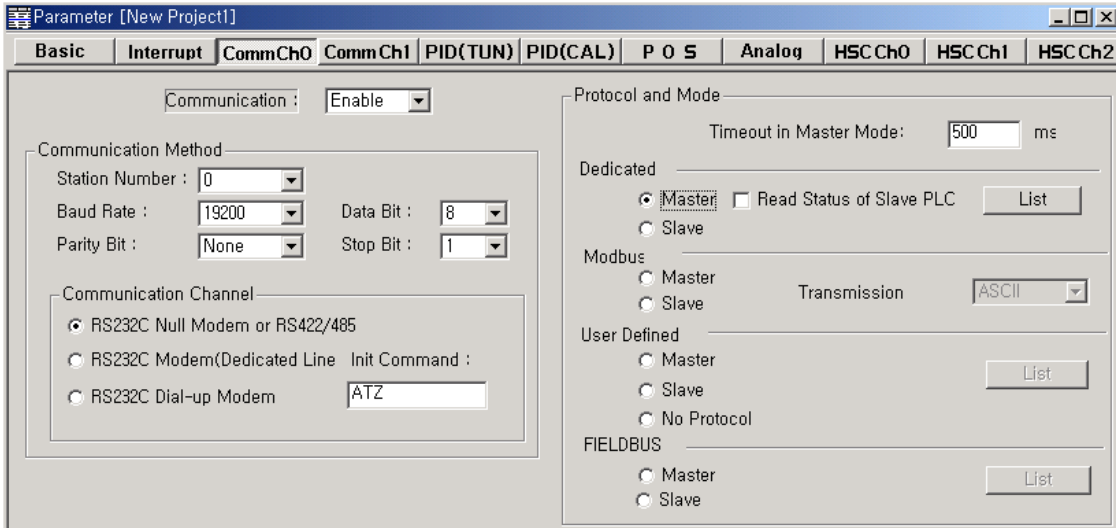 Parameter [New Project1]
Basic Interrupt CommCh0 CommCh1 PID(TUN) PID(CAL) P O S Analog HSCCh0 HSCCh1 HSCCh2
Communication : Enable
Communication Method
Station Number : 0
Baud Rate : 19200 Data Bit : 8
Parity Bit : None Stop Bit : 1
Communication Channel
RS232C Null Modem or RS422/485
RS232C Modem(Dedicated Line Init Command :
RS232C Dial-up Modem ATZ
Protocol and Mode
Timeout in Master Mode: 500 ms
Dedicated
Master Read Status of Slave PLC List
Slave
Modbus
Master
Slave Transmission ASCII
User Defined
Master
Slave List
No Protocol
FIELDBUS
Master List
Slave